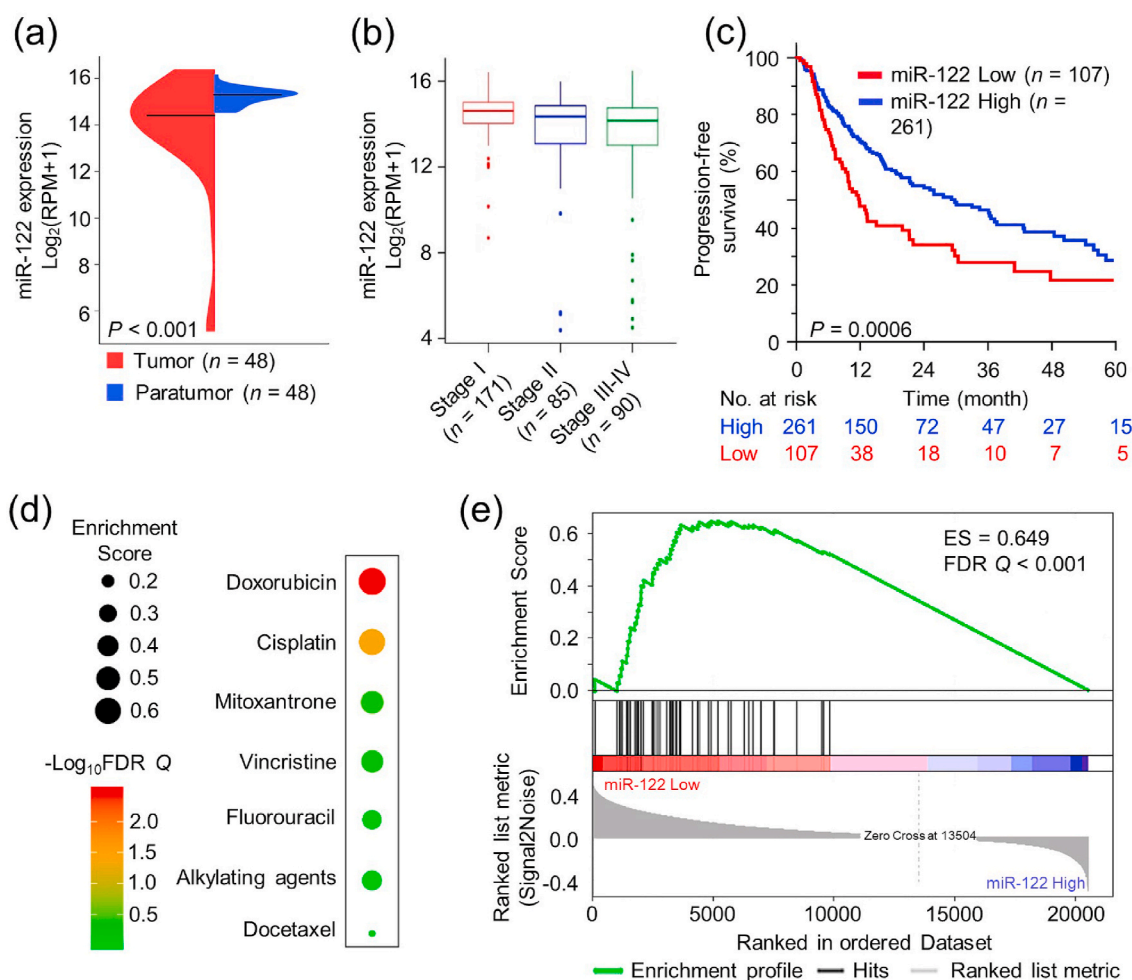 (a)
miR-122 expression
Log₂(RPM+1)
16
14
12
10
8
6
P < 0.001
Tumor (n = 48)
Paratumor (n = 48)
(b)
miR-122 expression
Log₂(RPM+1)
16
12
8
4
Stage I
(n = 171)
Stage II
(n = 85)
Stage III-IV
(n = 90)
(c)
Progression-free
survival (%)
100
80
60
40
20
0
miR-122 Low (n = 107)
miR-122 High (n =
261)
P = 0.0006
0 12 24 36 48 60
No. at risk Time (month)
High 261 150 72 47 27 15
Low 107 38 18 10 7 5
(d)
Enrichment
Score
0.2
0.3
0.4
0.5
0.6
-Log₁₀FDR Q
2.0
1.5
1.0
0.5
Doxorubicin
Cisplatin
Mitoxantrone
Vincristine
Fluorouracil
Alkylating agents
Docetaxel
(e)
Enrichment Score
0.6
0.4
0.2
0.0
ES = 0.649
FDR Q < 0.001
Ranked list metric
(Signal2Noise)
0.4
0.0
-0.4
miR-122 Low
Zero Cross at 13504
miR-122 High
0 5000 10000 15000 20000
Ranked in ordered Dataset
Enrichment profile Hits Ranked list metric